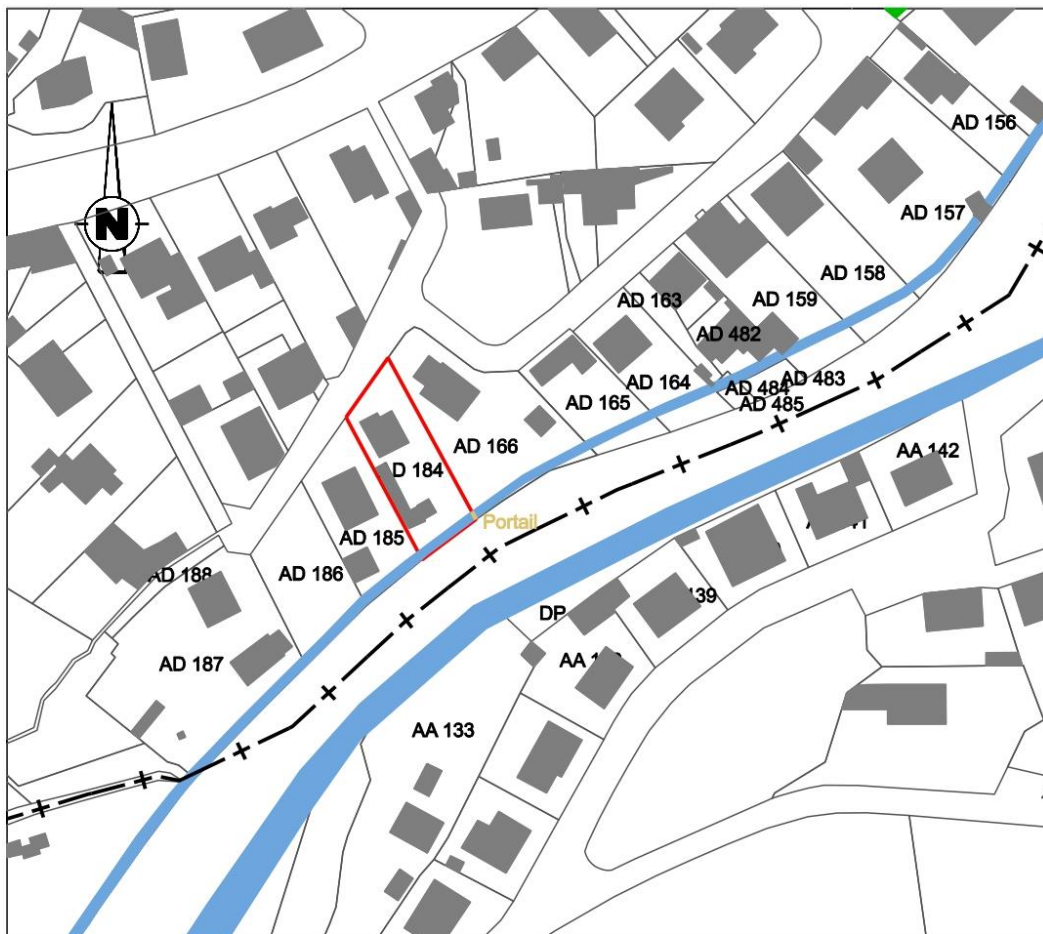 AD 156
N
AD 157
AD 158
AD 163
AD 159
AD 482
AD 164
AD 484
AD 483
AD 165
AD 485
AD 166
AA 142
D 184
Portail
AD 185
AD 186
AD 188
139
DP
AD 187
AA 133